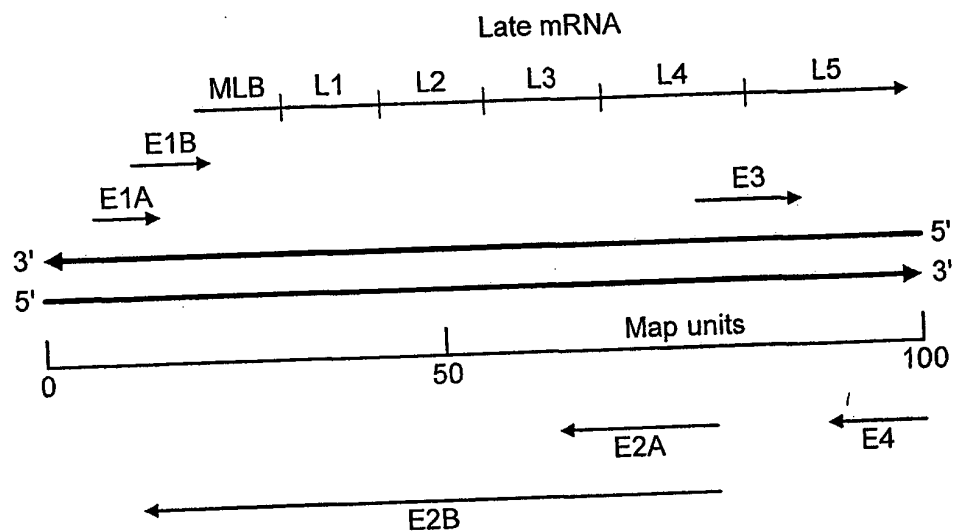 Late mRNA
MLB L1 L2 L3 L4 L5
E1B
E1A E3
3' 5'
5' 3'
Map units
0 50 100
E2A E4
E2B